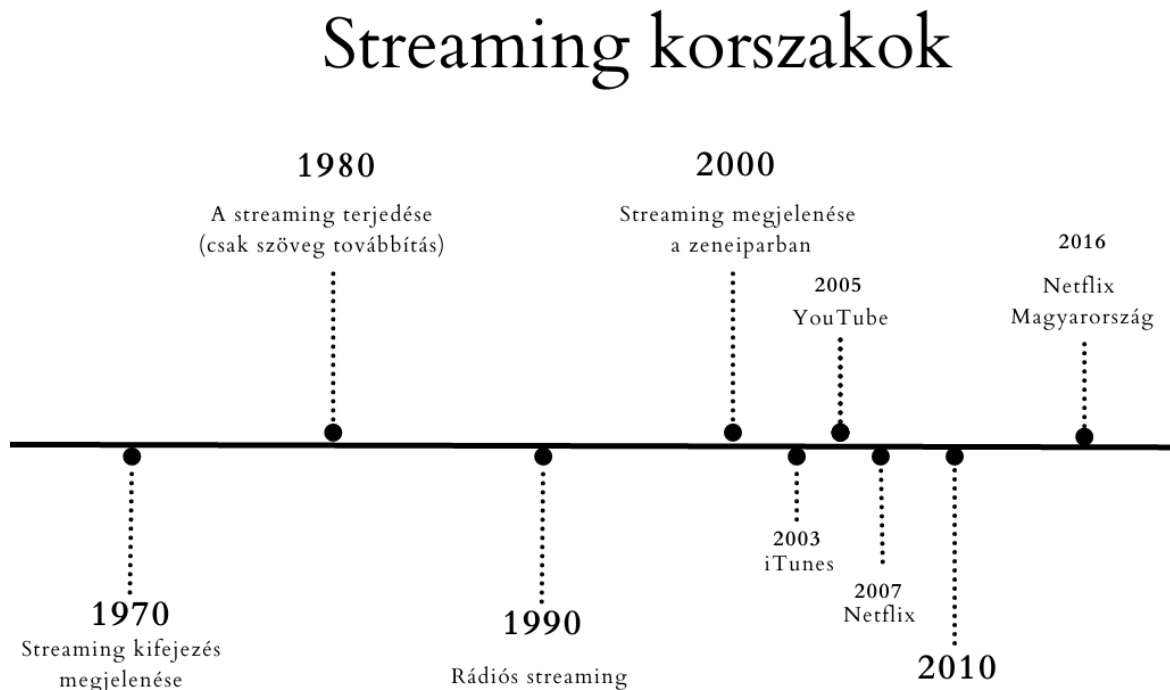 Streaming korszakok
1980
A streaming terjedése
(csak szöveg továbbítás)
2000
Streaming megjelenése
a zeneiparban
2005
YouTube
2016
Netflix
Magyarország
1970
Streaming kifejezés
megjelenése
1990
Rádiós streaming
2003
iTunes
2007
Netflix
2010